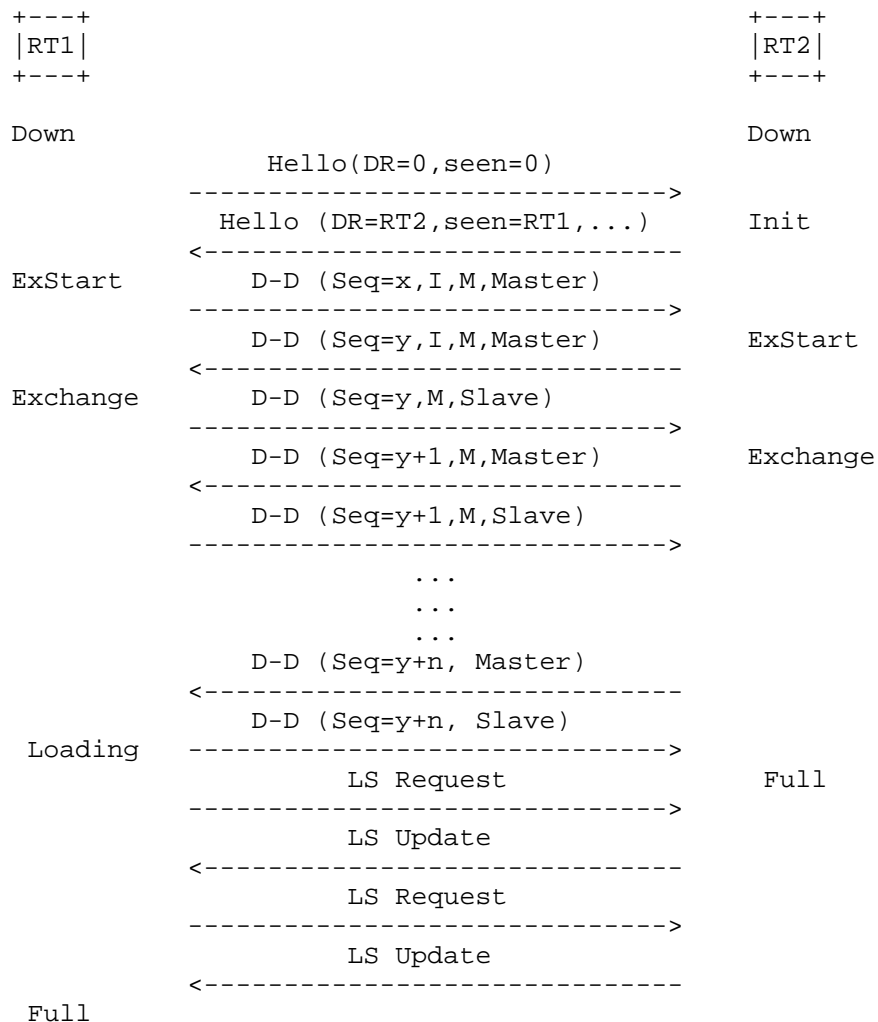 +---+                                         +---+
|RT1|                                         |RT2|
+---+                                         +---+
Down                                          Down
                Hello(DR=0,seen=0)
           ------------------------------>
             Hello (DR=RT2,seen=RT1,...)      Init
           <------------------------------
ExStart        D-D (Seq=x,I,M,Master)
           ------------------------------>
               D-D (Seq=y,I,M,Master)         ExStart
           <------------------------------
Exchange       D-D (Seq=y,M,Slave)
           ------------------------------>
               D-D (Seq=y+1,M,Master)         Exchange
           <------------------------------
               D-D (Seq=y+1,M,Slave)
           ------------------------------>
                         ...
                         ...
                         ...
               D-D (Seq=y+n, Master)
           <------------------------------
               D-D (Seq=y+n, Slave)
 Loading   ------------------------------>
                     LS Request                Full
           ------------------------------>
                     LS Update
           <------------------------------
                     LS Request
           ------------------------------>
                     LS Update
           <------------------------------
 Full